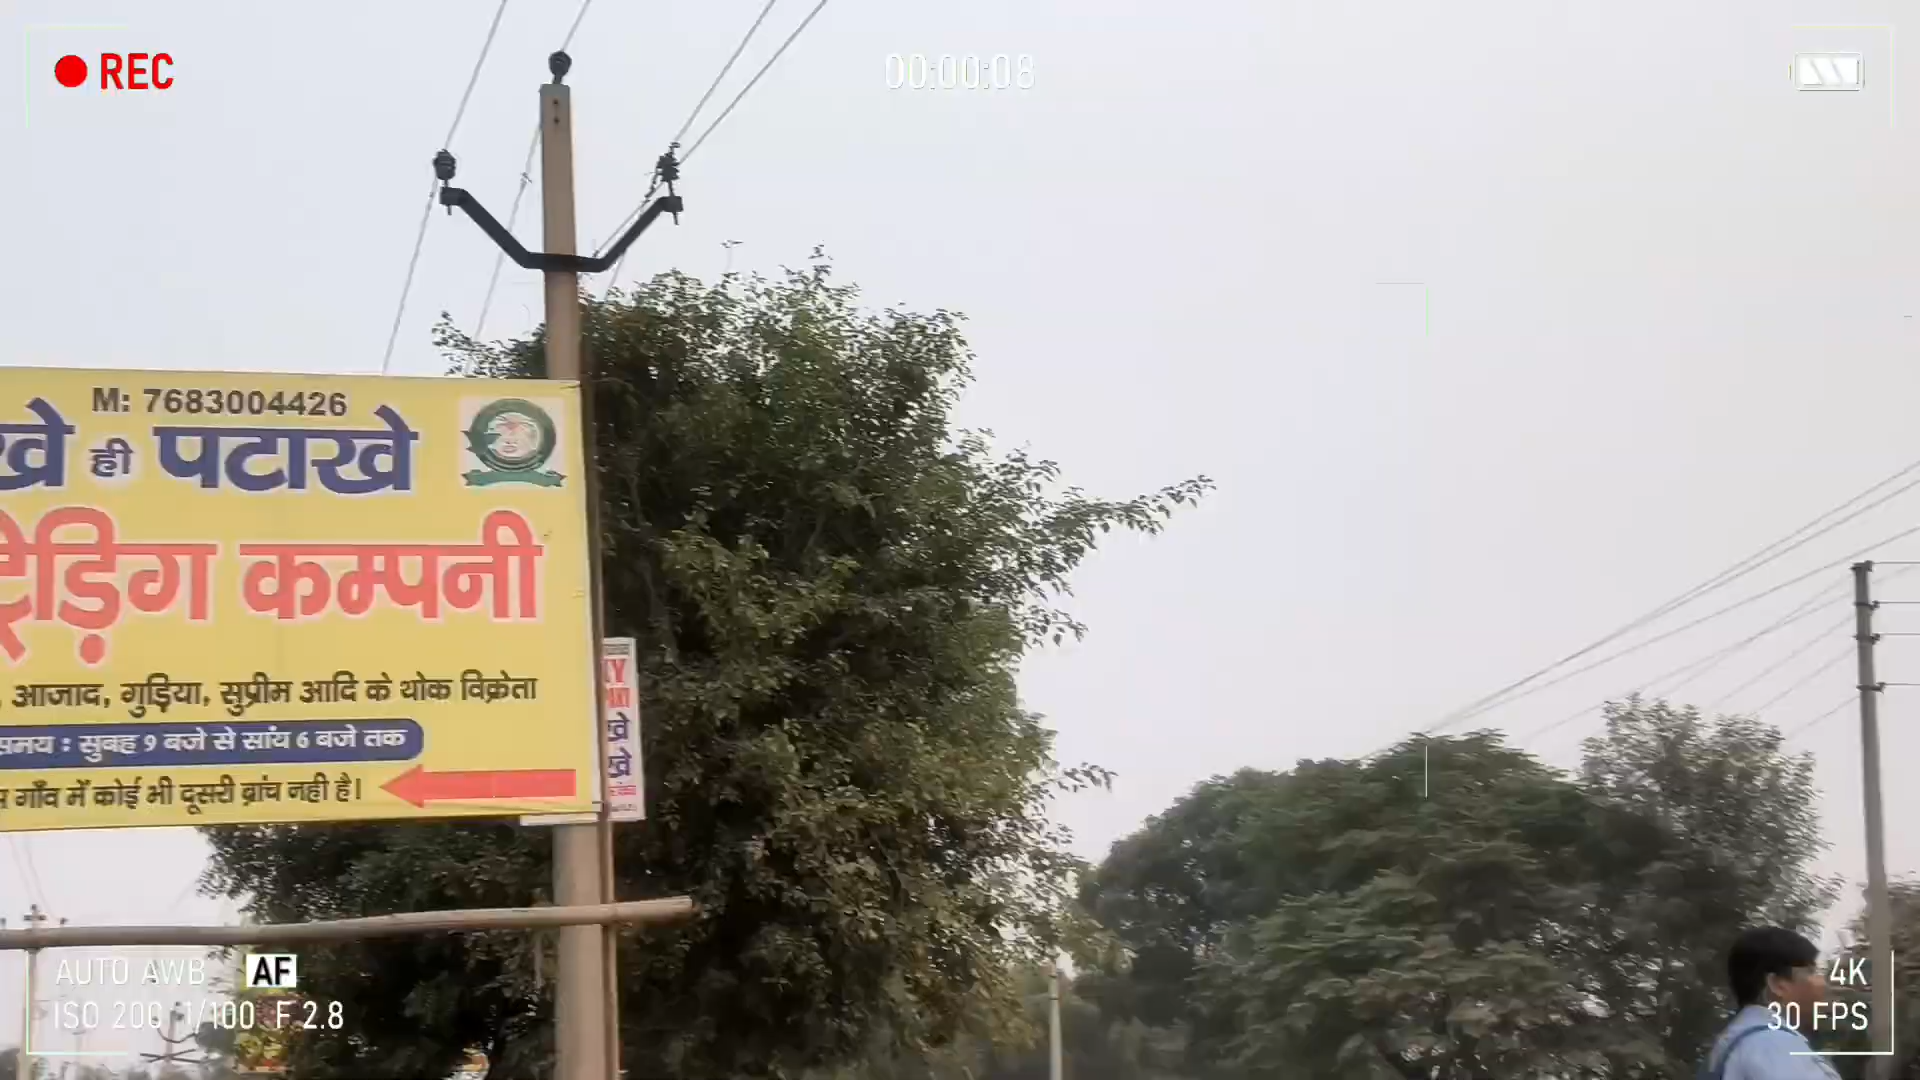 REC
00:00:08
M: 7683004426
ही पटाखे
ट्रेडिंग कम्पनी
आजाद, गुड़िया, सुप्रीम आदि के थोक विक्रेता
समय : सुबह 9 बजे से सांय 6 बजे तक
गाँव में कोई भी दूसरी ब्रांच नही है।
AUTO AWB AF
ISO 200 1/100 F 2.8
4K
30 FPS